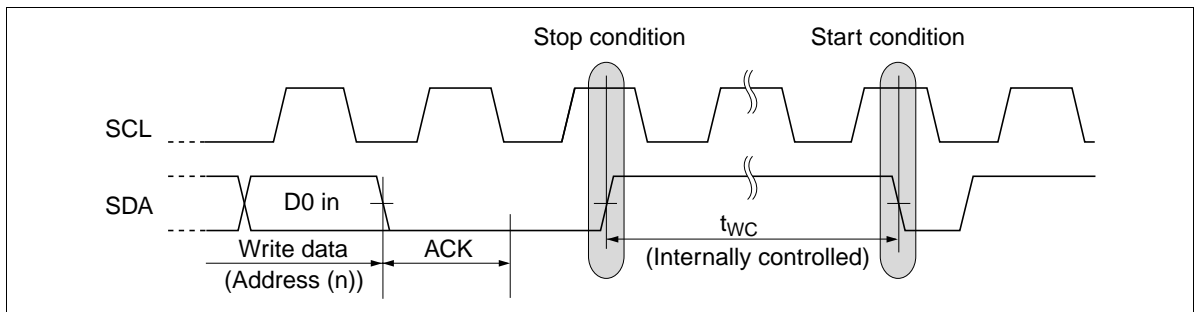 Stop condition
Start condition
SCL
SDA
D0 in
Write data
(Address (n))
ACK
tWC
(Internally controlled)